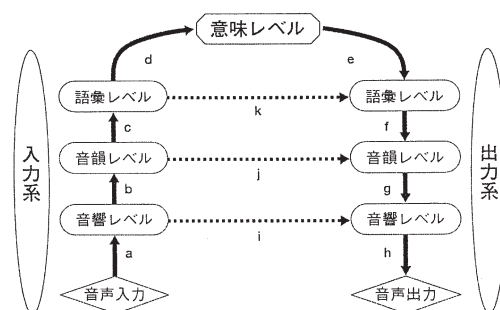 意味レベル
d
e
語彙レベル
k
語彙レベル
c
f
音韻レベル
j
音韻レベル
b
g
音響レベル
i
音響レベル
a
h
音声入力
音声出力
入力系
出力系